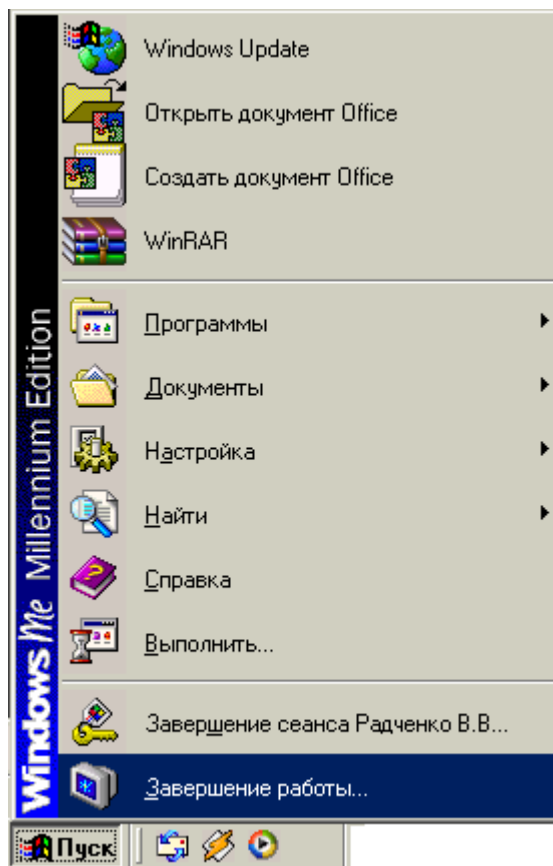 Windows Update
Открыть документ Office
Создать документ Office
WinRAR
Программы
Документы
Настройка
Найти
Справка
Выполнить...
Завершение сеанса Радченко В.В...
Завершение работы...
Windows Me Millennium Edition
Пуск